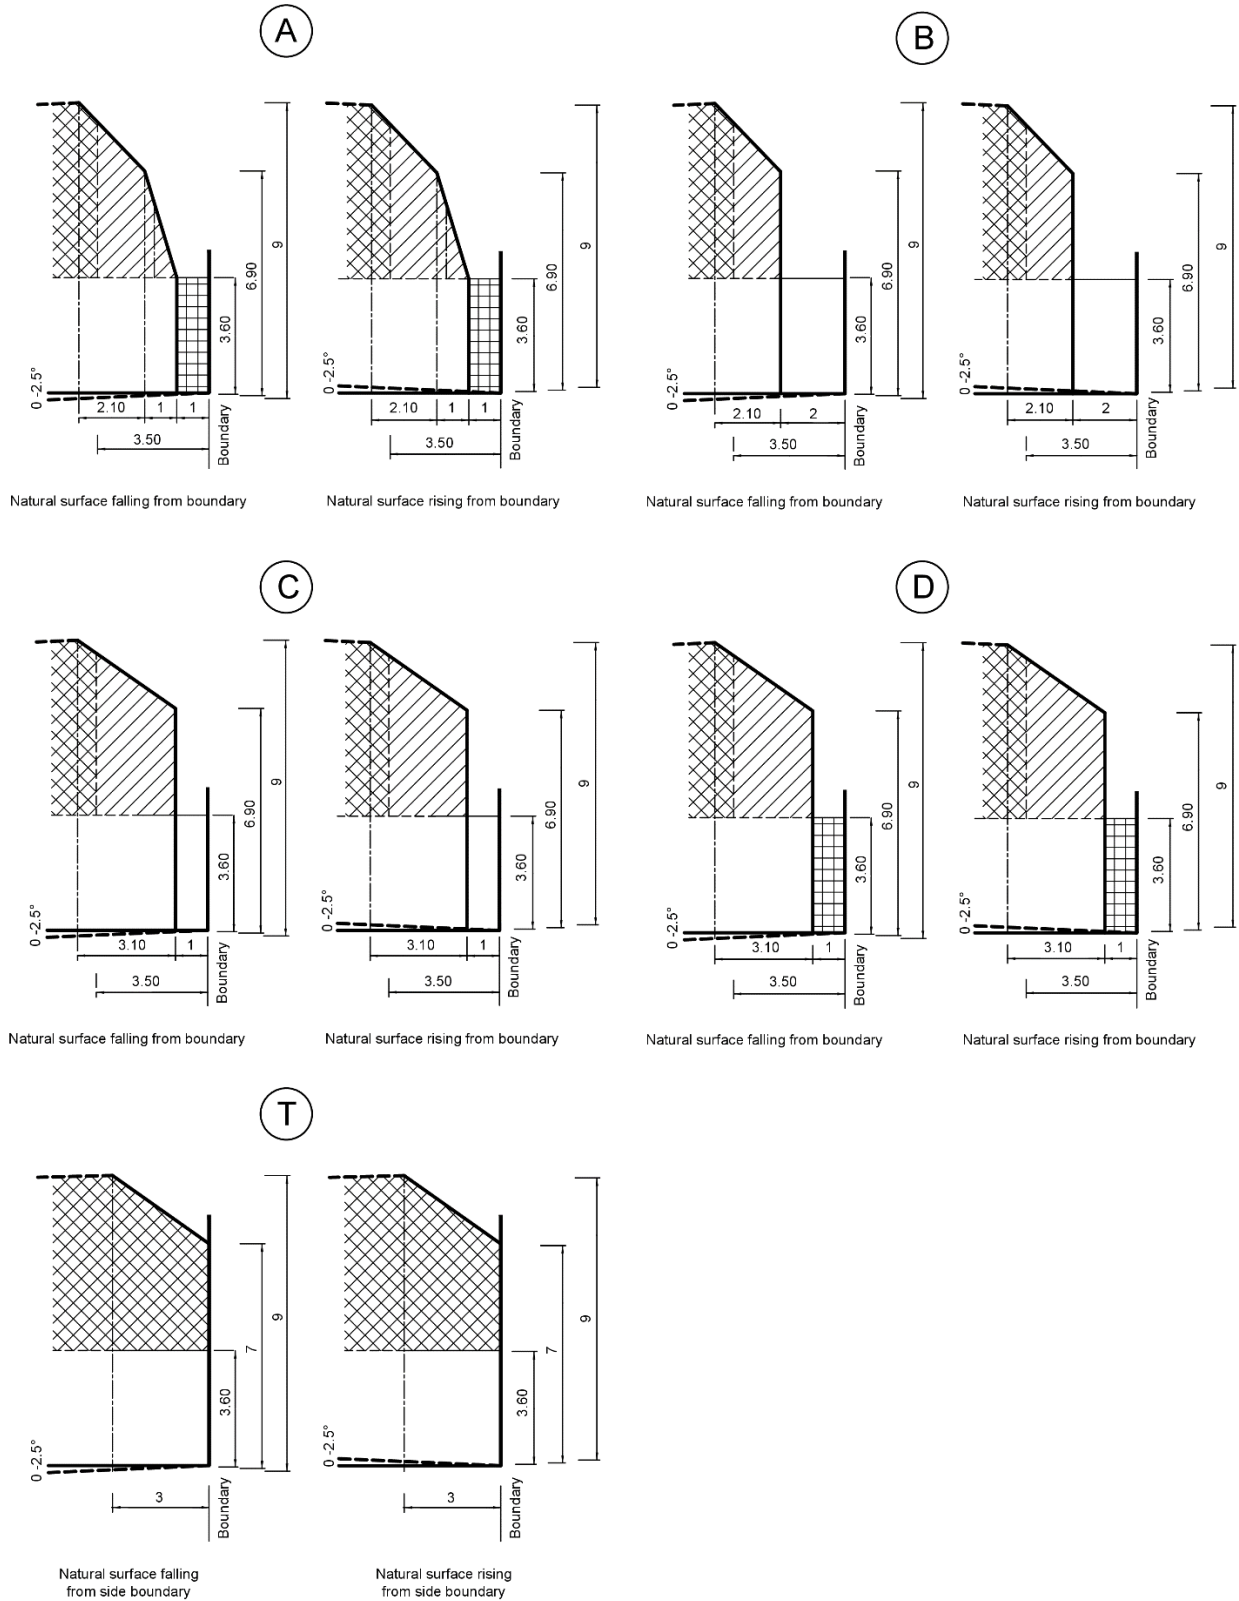 A
B
9
6.90
3.60
0 -2.5°
2.10
1
1
3.50
Boundary
9
6.90
3.60
0 -2.5°
2.10
1
1
3.50
Boundary
9
6.90
3.60
0 -2.5°
2.10
2
3.50
Boundary
9
6.90
3.60
0 -2.5°
2.10
2
3.50
Boundary
Natural surface falling from boundary
Natural surface rising from boundary
Natural surface falling from boundary
Natural surface rising from boundary
C
D
9
6.90
3.60
0 -2.5°
3.10
1
3.50
Boundary
9
6.90
3.60
0 -2.5°
3.10
1
3.50
Boundary
9
6.90
3.60
0 -2.5°
3.10
1
3.50
Boundary
9
6.90
3.60
0 -2.5°
3.10
1
3.50
Boundary
Natural surface falling from boundary
Natural surface rising from boundary
Natural surface falling from boundary
Natural surface rising from boundary
T
9
7
3.60
0 -2.5°
3
Boundary
9
7
3.60
0 -2.5°
3
Boundary
Natural surface falling
from side boundary
Natural surface rising
from side boundary